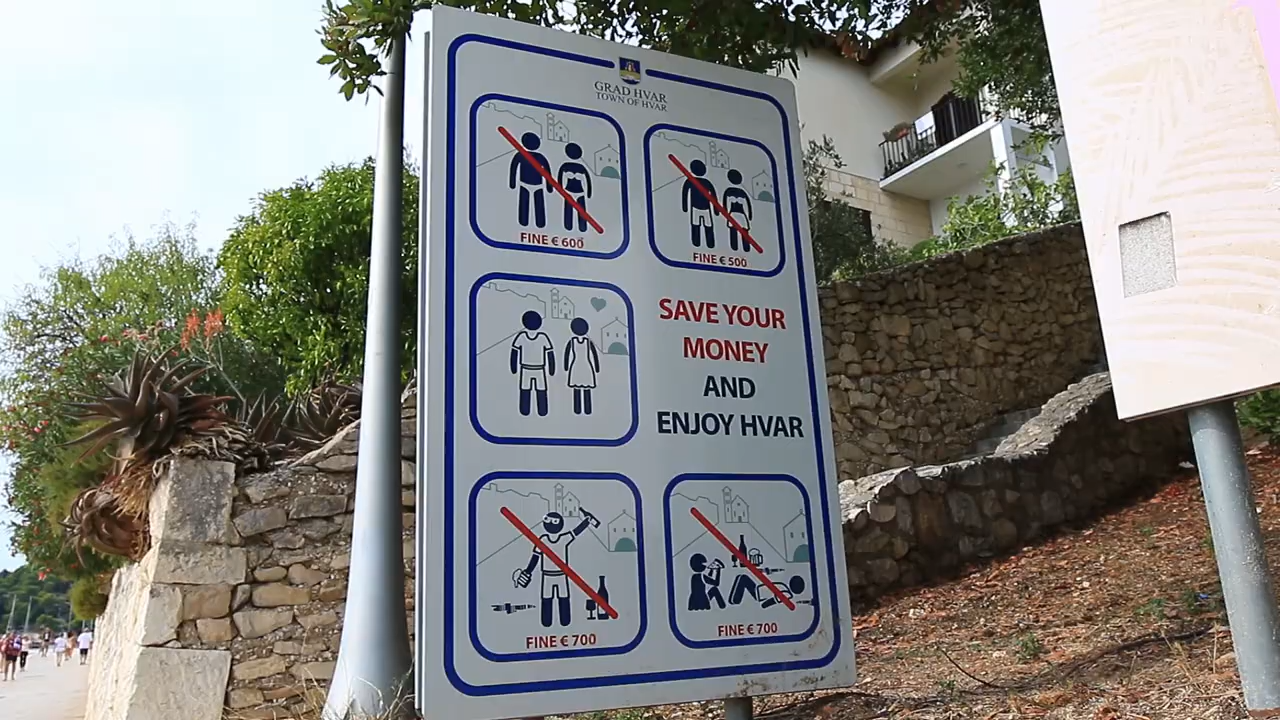 GRAD HVAR
TOWN OF HVAR
FINE € 600
FINE € 500
SAVE YOUR
MONEY
AND
ENJOY HVAR
FINE € 700
FINE € 700